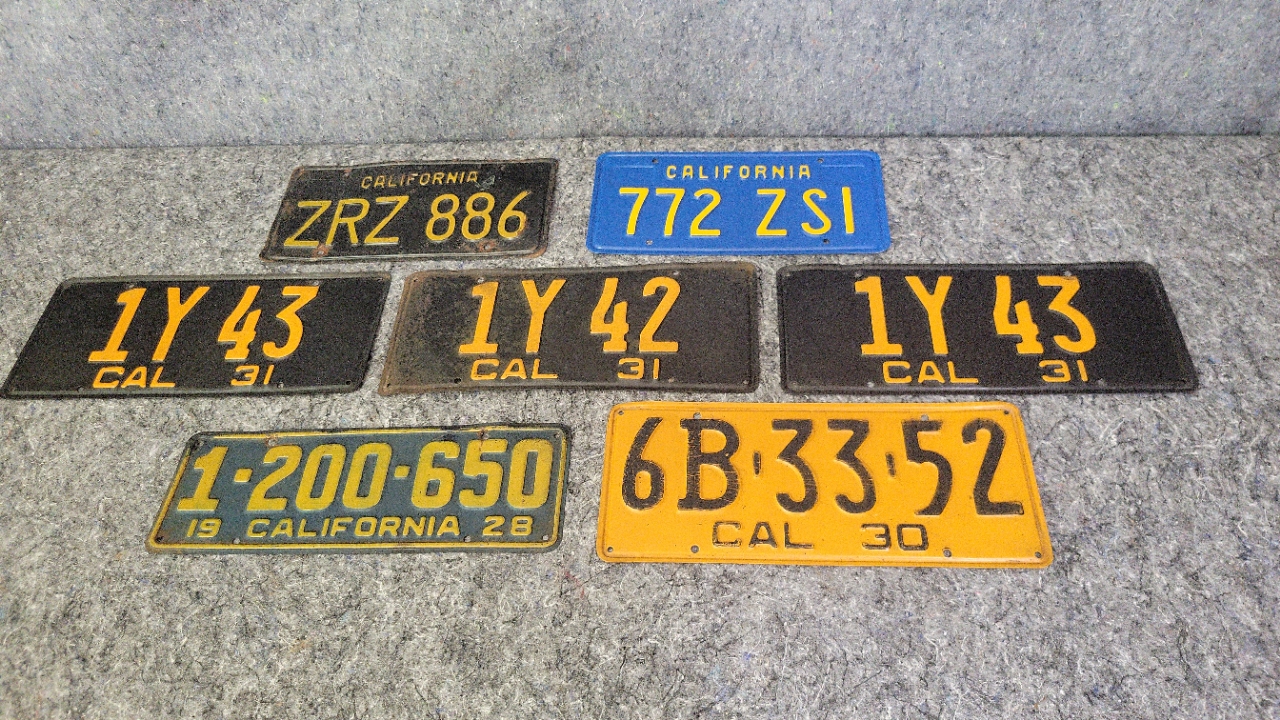 CALIFORNIA
ZRZ 886
CALIFORNIA
772 ZSI
1Y 43
CAL 31
1Y 42
CAL 31
1Y 43
CAL 31
1-200-650
19 CALIFORNIA 28
6B-33-52
CAL 30